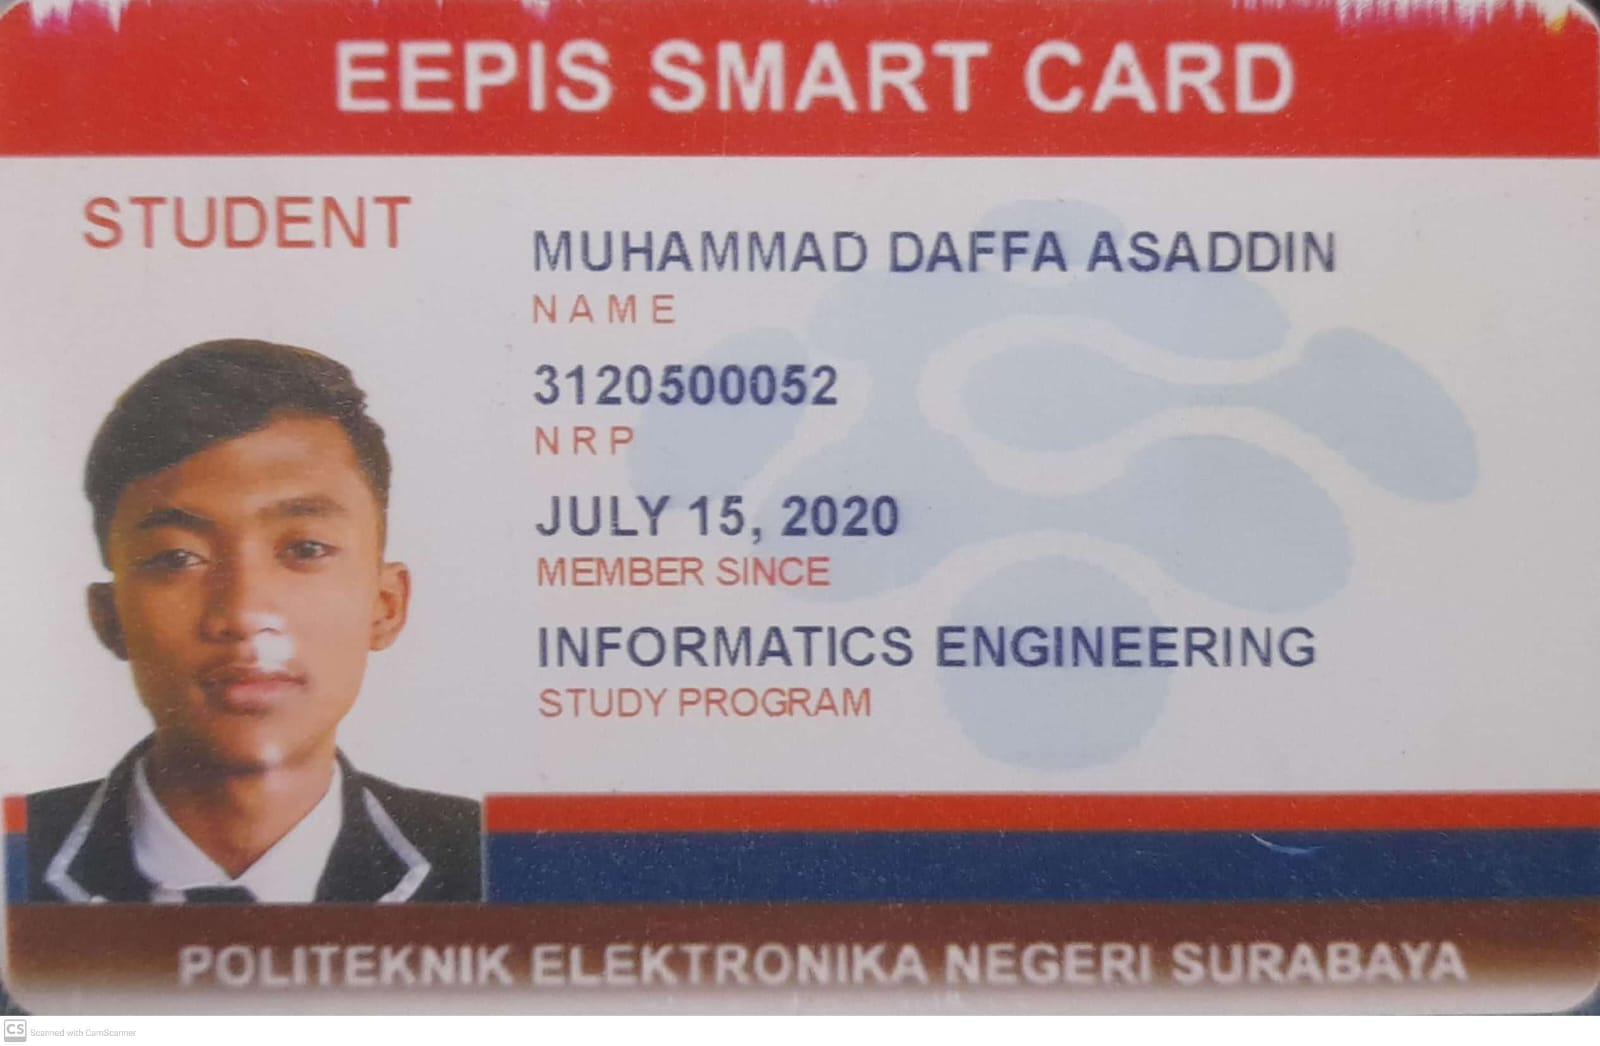 EEPIS SMART CARD
STUDENT
MUHAMMAD DAFFA ASADDIN
NAME
3120500052
NRP
JULY 15, 2020
MEMBER SINCE
INFORMATICS ENGINEERING
STUDY PROGRAM
POLITEKNIK ELEKTRONIKA NEGERI SURABAYA
CS Scanned with CamScanner